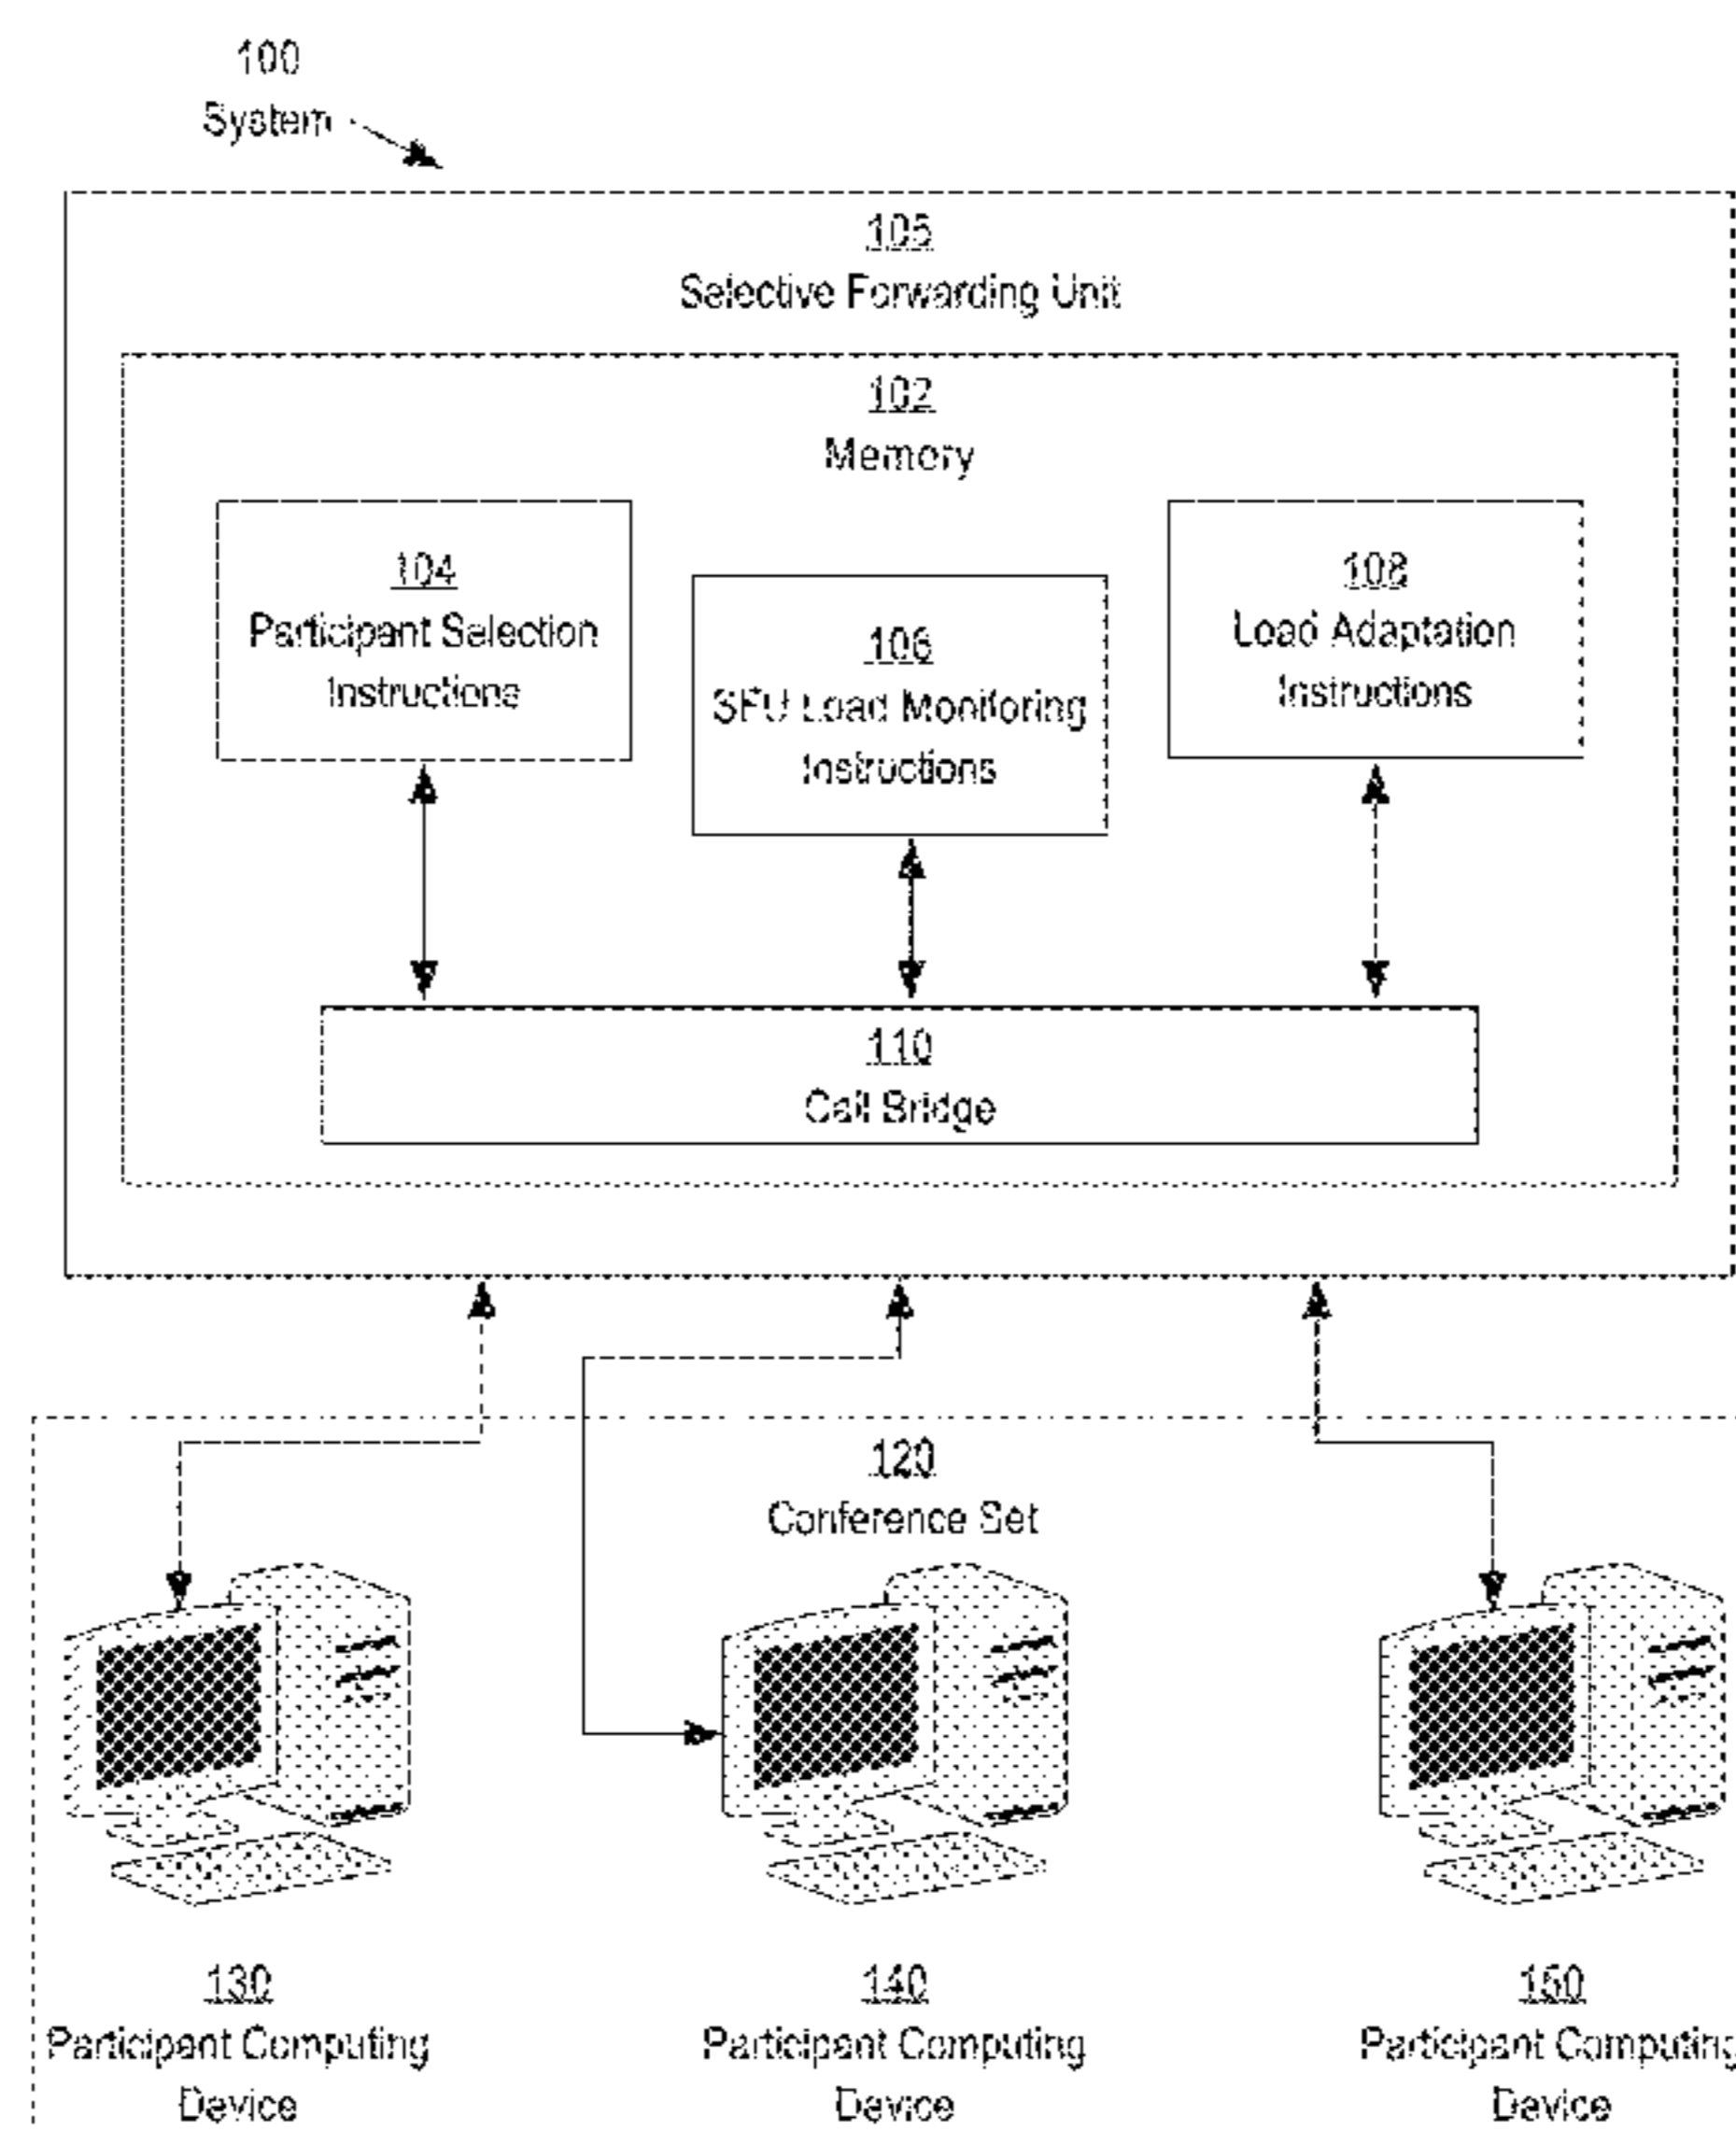 100
System
105
Selective Forwarding Unit
102
Memory
104
Participant Selection
Instructions
106
SFU Load Monitoring
Instructions
108
Load Adaptation
Instructions
110
Call Bridge
120
Conference Set
130
Participant Computing
Device
140
Participant Computing
Device
150
Participant Computing
Device